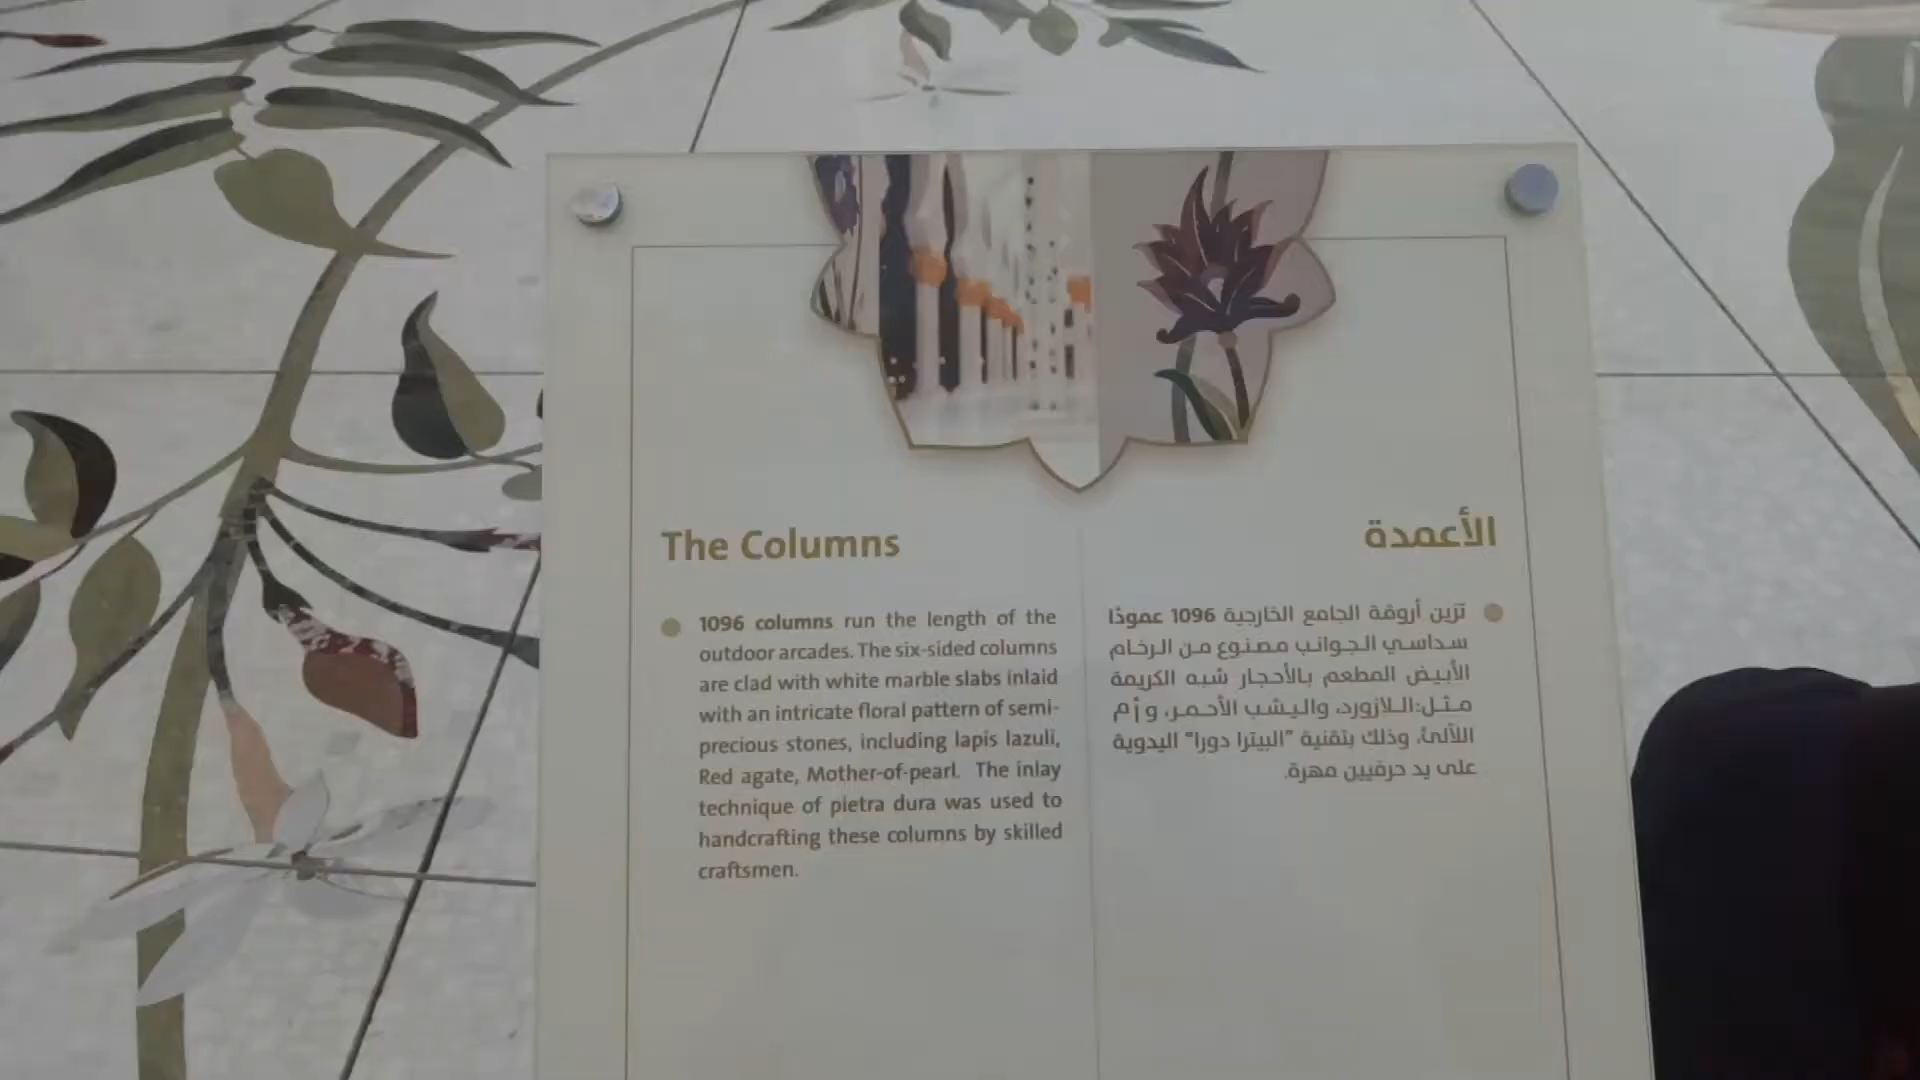 The Columns
1096 columns run the length of the
outdoor arcades. The six-sided columns
are clad with white marble slabs inlaid
with an intricate floral pattern of semi-
precious stones, including lapis lazuli,
Red agate, Mother-of-pearl. The inlay
technique of pietra dura was used to
handcrafting these columns by skilled
craftsmen.
الأعمدة
تزين أروقة الجامع الخارجية 1096 عمودًا
سداسي الجوانب مصنوع من الرخام
الأبيض المطعم بالأحجار شبه الكريمة
مثل:اللازورد، واليشب الأحمر، و أم
اللآلئ، وذلك بتقنية "البيترا دورا" اليدوية
على يد حرفيين مهرة.